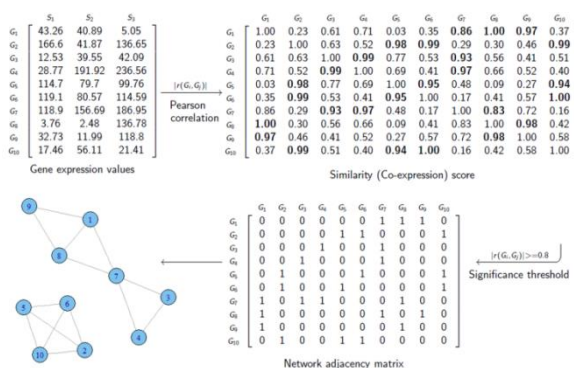 S₁ S₂ S₃
G₁ 43.26 40.89 5.05
G₂ 166.6 41.87 136.65
G₃ 12.53 39.55 42.09
G₄ 28.77 191.92 236.56
G₅ 114.7 79.7 99.76
G₆ 119.1 80.57 114.59
G₇ 118.9 156.69 186.95
G₈ 3.76 2.48 136.78
G₉ 32.73 11.99 118.8
G₁₀ 17.46 56.11 21.41
Gene expression values
|r(Gᵢ, Gⱼ)|
Pearson
correlation
G₁ G₂ G₃ G₄ G₅ G₆ G₇ G₈ G₉ G₁₀
G₁ 1.00 0.23 0.61 0.71 0.03 0.35 0.86 1.00 0.97 0.37
G₂ 0.23 1.00 0.63 0.52 0.98 0.99 0.29 0.30 0.46 0.99
G₃ 0.61 0.63 1.00 0.99 0.77 0.53 0.93 0.56 0.41 0.51
G₄ 0.71 0.52 0.99 1.00 0.69 0.41 0.97 0.66 0.52 0.40
G₅ 0.03 0.98 0.77 0.69 1.00 0.95 0.48 0.09 0.27 0.94
G₆ 0.35 0.99 0.53 0.41 0.95 1.00 0.17 0.41 0.57 1.00
G₇ 0.86 0.29 0.93 0.97 0.48 0.17 1.00 0.83 0.72 0.16
G₈ 1.00 0.30 0.56 0.66 0.09 0.41 0.83 1.00 0.98 0.42
G₉ 0.97 0.46 0.41 0.52 0.27 0.57 0.72 0.98 1.00 0.58
G₁₀ 0.37 0.99 0.51 0.40 0.94 1.00 0.16 0.42 0.58 1.00
Similarity (Co-expression) score
|r(Gᵢ, Gⱼ)|>=0.8
Significance threshold
G₁ G₂ G₃ G₄ G₅ G₆ G₇ G₈ G₉ G₁₀
G₁ 0 0 0 0 0 0 1 1 1 0
G₂ 0 0 0 0 1 1 0 0 0 1
G₃ 0 0 0 1 0 0 1 0 0 0
G₄ 0 0 1 0 0 0 1 0 0 0
G₅ 0 1 0 0 0 1 0 0 0 1
G₆ 0 1 0 0 1 0 0 0 0 1
G₇ 1 0 1 1 0 0 0 1 0 0
G₈ 1 0 0 0 0 0 1 0 1 0
G₉ 1 0 0 0 0 0 0 1 0 0
G₁₀ 0 1 0 0 1 1 0 0 0 0
Network adjacency matrix
9
1
8
7
3
4
5
6
10
2